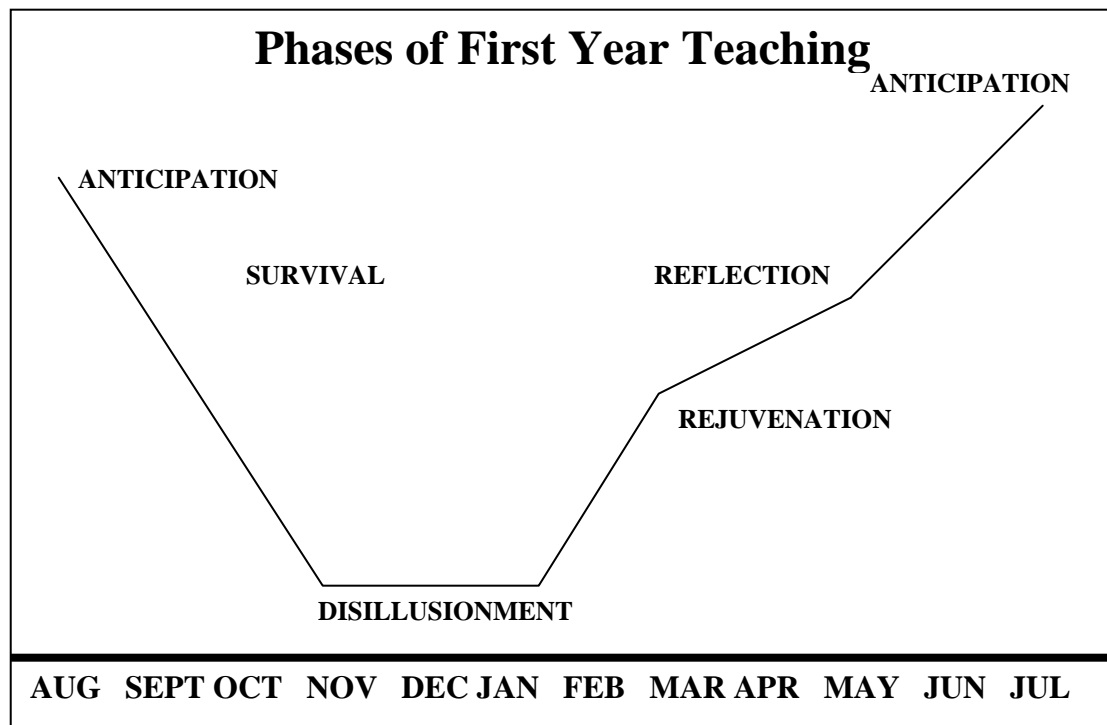 Phases of First Year Teaching
ANTICIPATION
ANTICIPATION
SURVIVAL
REFLECTION
REJUVENATION
DISILLUSIONMENT
AUG SEPT OCT NOV DEC JAN FEB MAR APR MAY JUN JUL